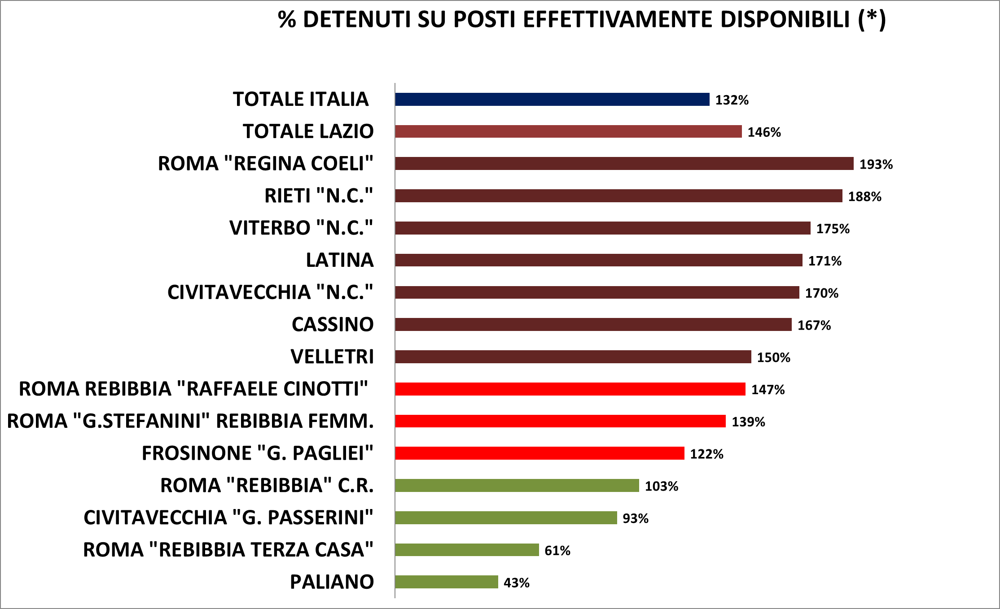 % DETENUTI SU POSTI EFFETTIVAMENTE DISPONIBILI (*)
TOTALE ITALIA 132%
TOTALE LAZIO 146%
ROMA "REGINA COELI" 193%
RIETI "N.C." 188%
VITERBO "N.C." 175%
LATINA 171%
CIVITAVECCHIA "N.C." 170%
CASSINO 167%
VELLETRI 150%
ROMA REBIBBIA "RAFFAELE CINOTTI" 147%
ROMA "G.STEFANINI" REBIBBIA FEMM. 139%
FROSINONE "G. PAGLIEI" 122%
ROMA "REBIBBIA" C.R. 103%
CIVITAVECCHIA "G. PASSERINI" 93%
ROMA "REBIBBIA TERZA CASA" 61%
PALIANO 43%